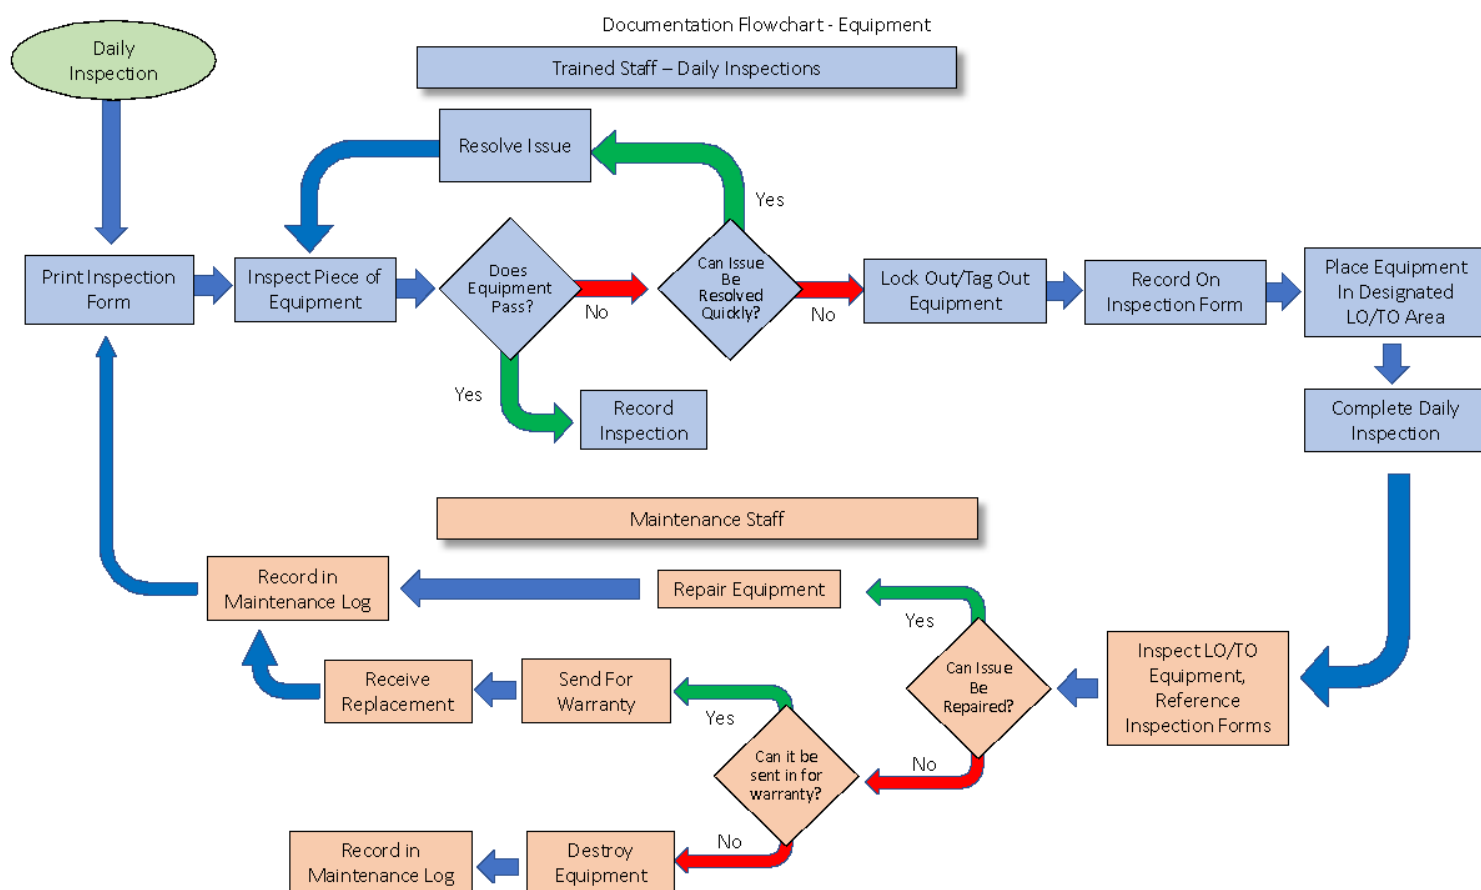 Documentation Flowchart - Equipment
Daily
Inspection
Trained Staff – Daily Inspections
Resolve Issue
Yes
Print Inspection
Form
Inspect Piece of
Equipment
Does
Equipment
Pass?
No
Can Issue
Be
Resolved
Quickly?
No
Lock Out/Tag Out
Equipment
Record On
Inspection Form
Place Equipment
In Designated
LO/TO Area
Yes
Record
Inspection
Complete Daily
Inspection
Maintenance Staff
Record in
Maintenance Log
Repair Equipment
Yes
Can Issue
Be
Repaired?
Inspect LO/TO
Equipment,
Reference
Inspection Forms
Receive
Replacement
Send For
Warranty
Yes
No
Can it be
sent in for
warranty?
No
Record in
Maintenance Log
Destroy
Equipment